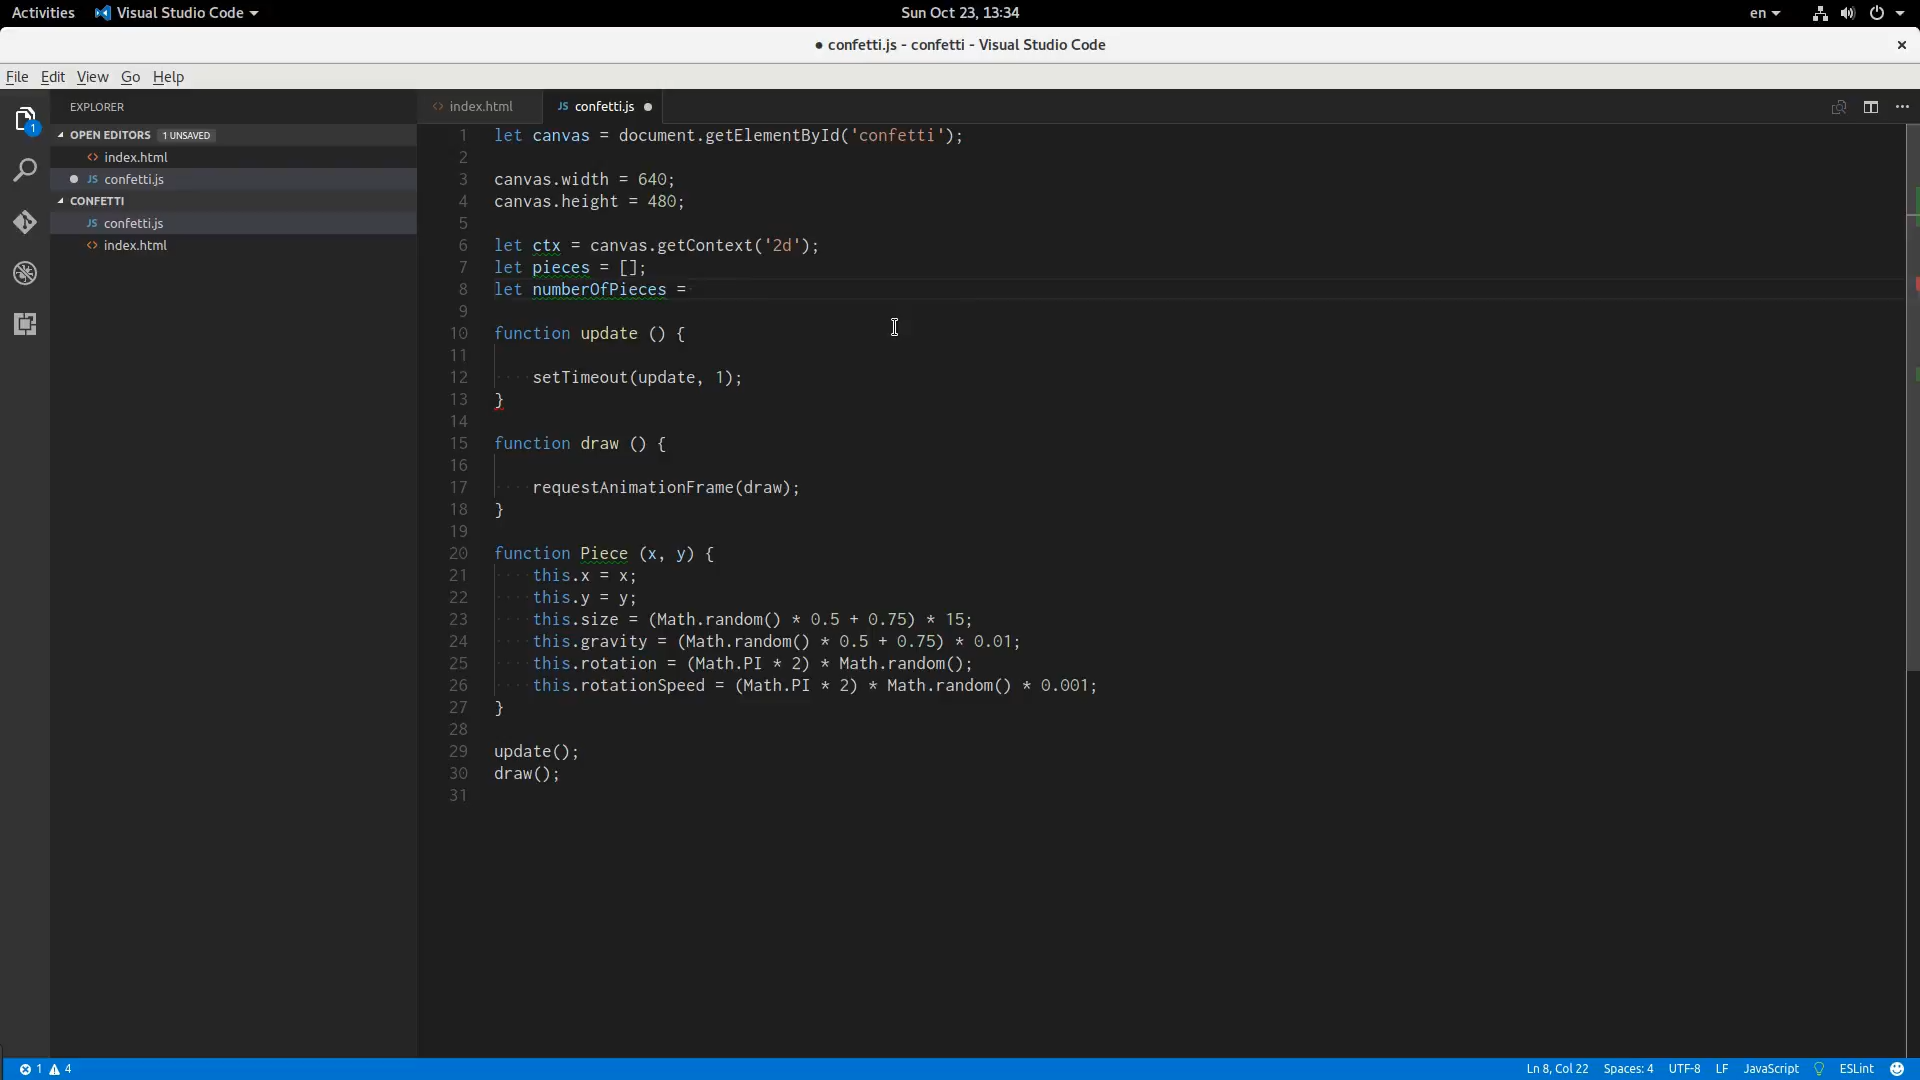 Activities Visual Studio Code Sun Oct 23, 13:34 en
● confetti.js - confetti - Visual Studio Code ×
File Edit View Go Help
EXPLORER
OPEN EDITORS 1 UNSAVED
index.html
JS confetti.js
CONFETTI
JS confetti.js
index.html
1
index.html JS confetti.js
1 let canvas = document.getElementById('confetti');
2
3 canvas.width = 640;
4 canvas.height = 480;
5
6 let ctx = canvas.getContext('2d');
7 let pieces = [];
8 let numberOfPieces =
9
10 function update () {
11
12 setTimeout(update, 1);
13 }
14
15 function draw () {
16
17 requestAnimationFrame(draw);
18 }
19
20 function Piece (x, y) {
21 this.x = x;
22 this.y = y;
23 this.size = (Math.random() * 0.5 + 0.75) * 15;
24 this.gravity = (Math.random() * 0.5 + 0.75) * 0.01;
25 this.rotation = (Math.PI * 2) * Math.random();
26 this.rotationSpeed = (Math.PI * 2) * Math.random() * 0.001;
27 }
28
29 update();
30 draw();
31
1 4 Ln 8, Col 22 Spaces: 4 UTF-8 LF JavaScript ESLint